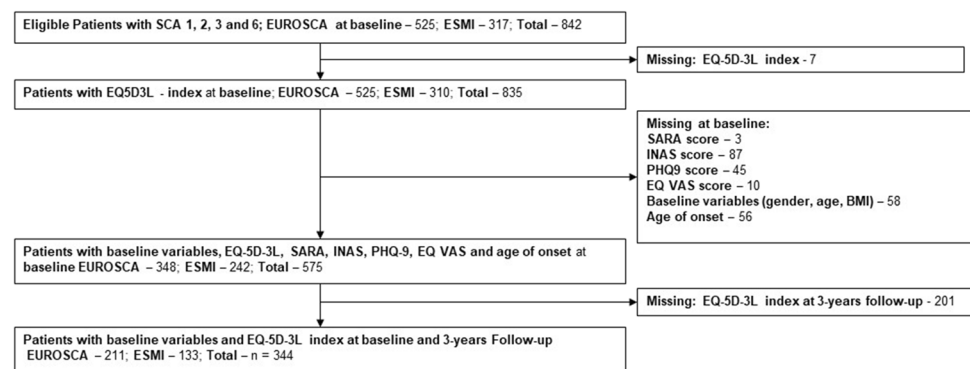 Eligible Patients with SCA 1, 2, 3 and 6; EUROSCA at baseline – 525; ESMI – 317; Total – 842
Missing: EQ-5D-3L index - 7
Patients with EQ5D3L - index at baseline; EUROSCA – 525; ESMI – 310; Total – 835
Missing at baseline:
SARA score – 3
INAS score – 87
PHQ9 score – 45
EQ VAS score – 10
Baseline variables (gender, age, BMI) – 58
Age of onset – 56
Patients with baseline variables, EQ-5D-3L, SARA, INAS, PHQ-9, EQ VAS and age of onset at
baseline EUROSCA – 348; ESMI – 242; Total – 575
Missing: EQ-5D-3L index at 3-years follow-up - 201
Patients with baseline variables and EQ-5D-3L index at baseline and 3-years Follow-up
EUROSCA – 211; ESMI – 133; Total – n = 344